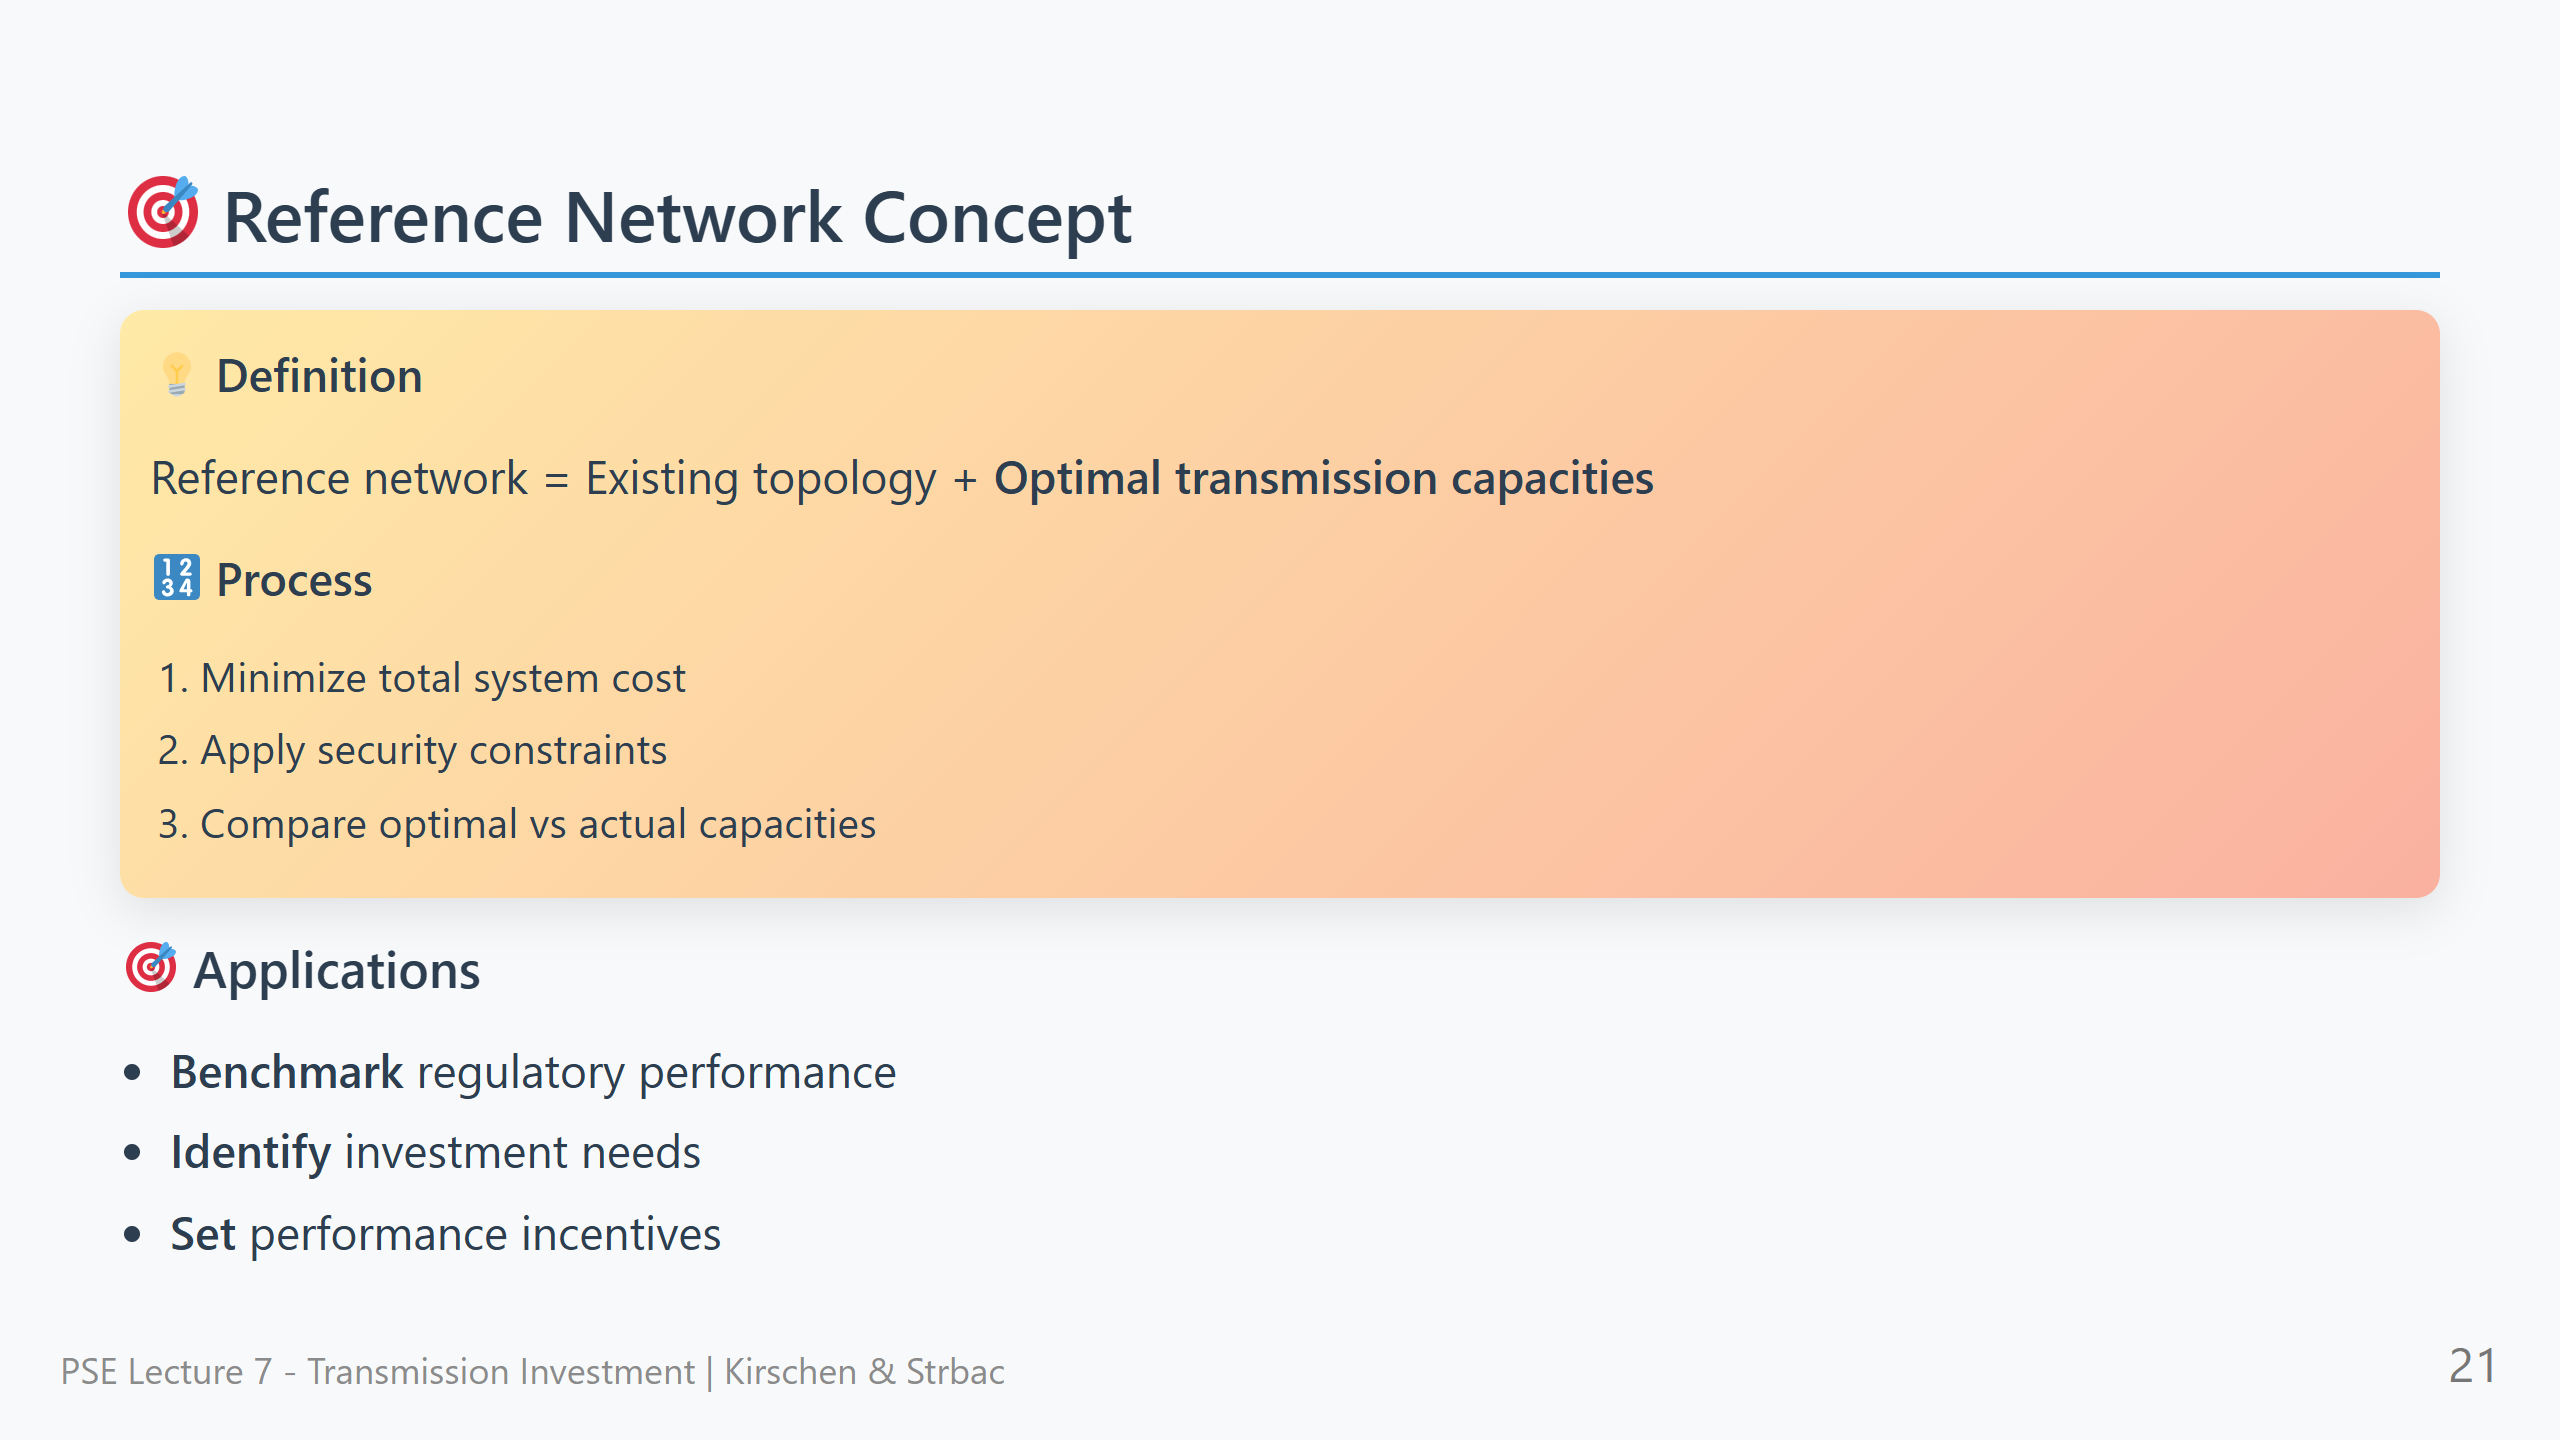 🎯 Reference Network Concept
💡 Definition
Reference network = Existing topology + Optimal transmission capacities
🔢 Process
1. Minimize total system cost
2. Apply security constraints
3. Compare optimal vs actual capacities
🎯 Applications
• Benchmark regulatory performance
• Identify investment needs
• Set performance incentives
PSE Lecture 7 - Transmission Investment | Kirschen & Strbac
21